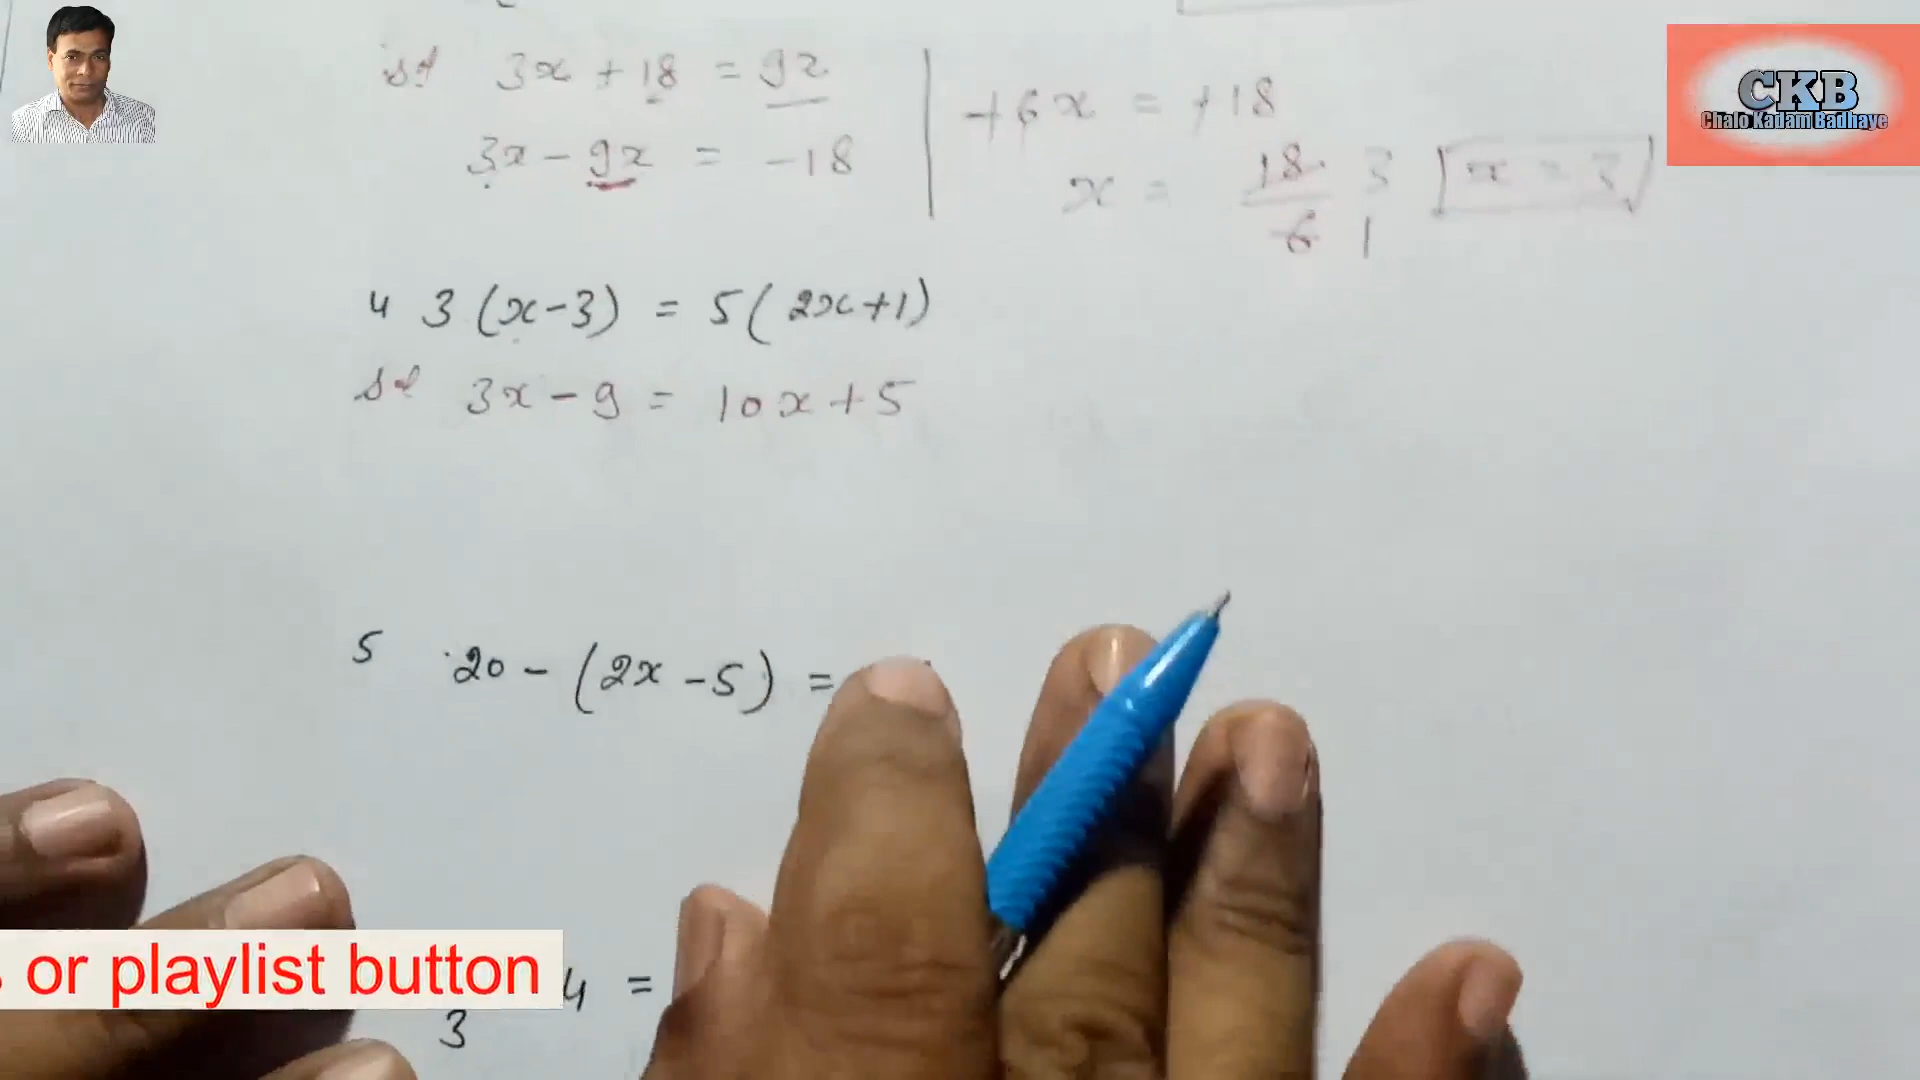 CKB
Chalo Kadam Badhaye
Sol 3x + 18 = 9x
3x - 9x = -18
+6x = +18
x = 18/6 3/1 x = 3
4 3 (x-3) = 5 (2x+1)
Sol 3x - 9 = 10x + 5
5 20 - (2x - 5) =
or playlist button
4 =
3